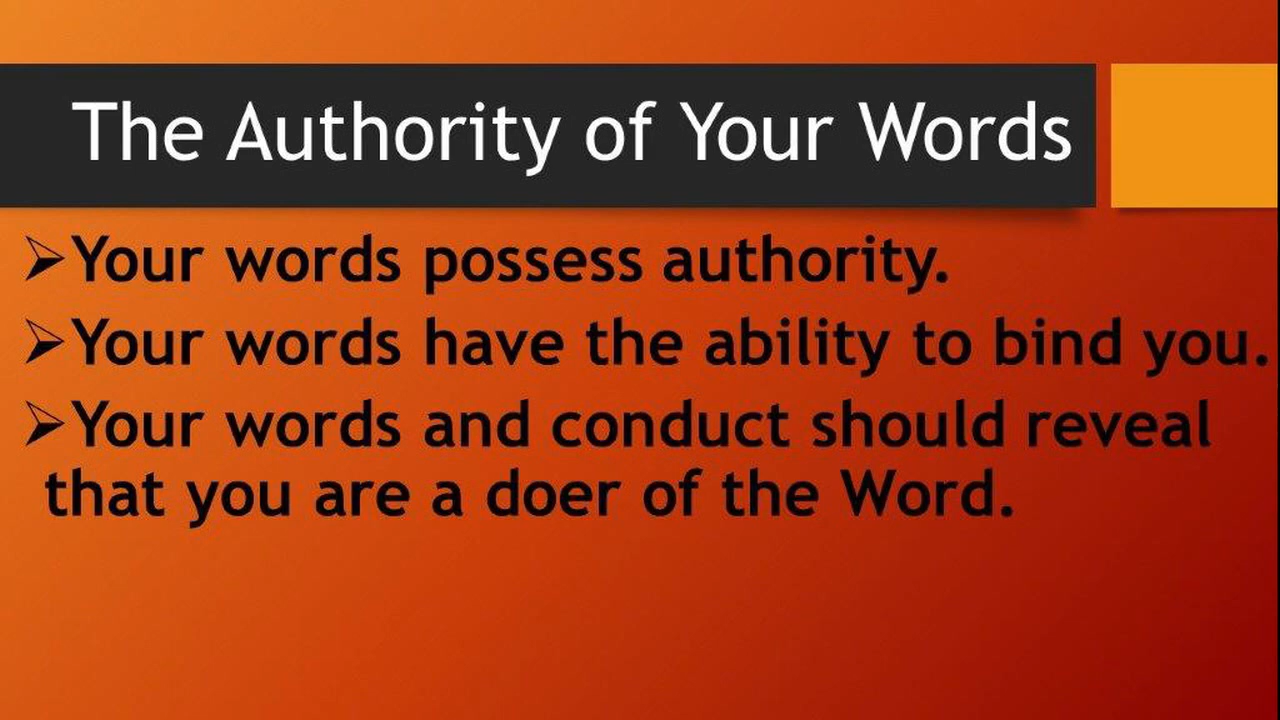 The Authority of Your Words
➢Your words possess authority.
➢Your words have the ability to bind you.
➢Your words and conduct should reveal
that you are a doer of the Word.